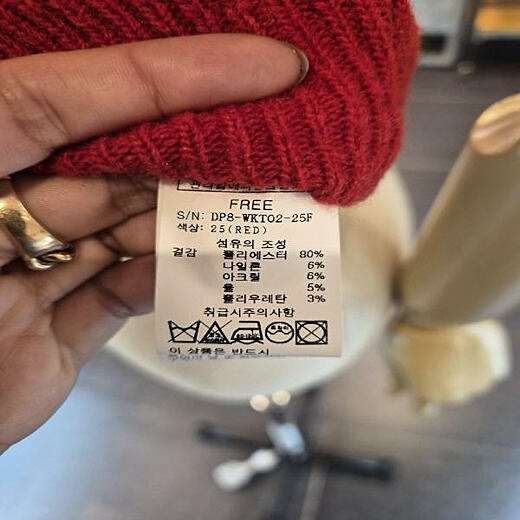 FREE
S/N: DP8-WKT02-25F
색상: 25(RED)
섬유의 조성
겉감 폴리에스터 80%
나일론 6%
아크릴 6%
울 5%
폴리우레탄 3%
취급시주의사항
이 상품은 반드시